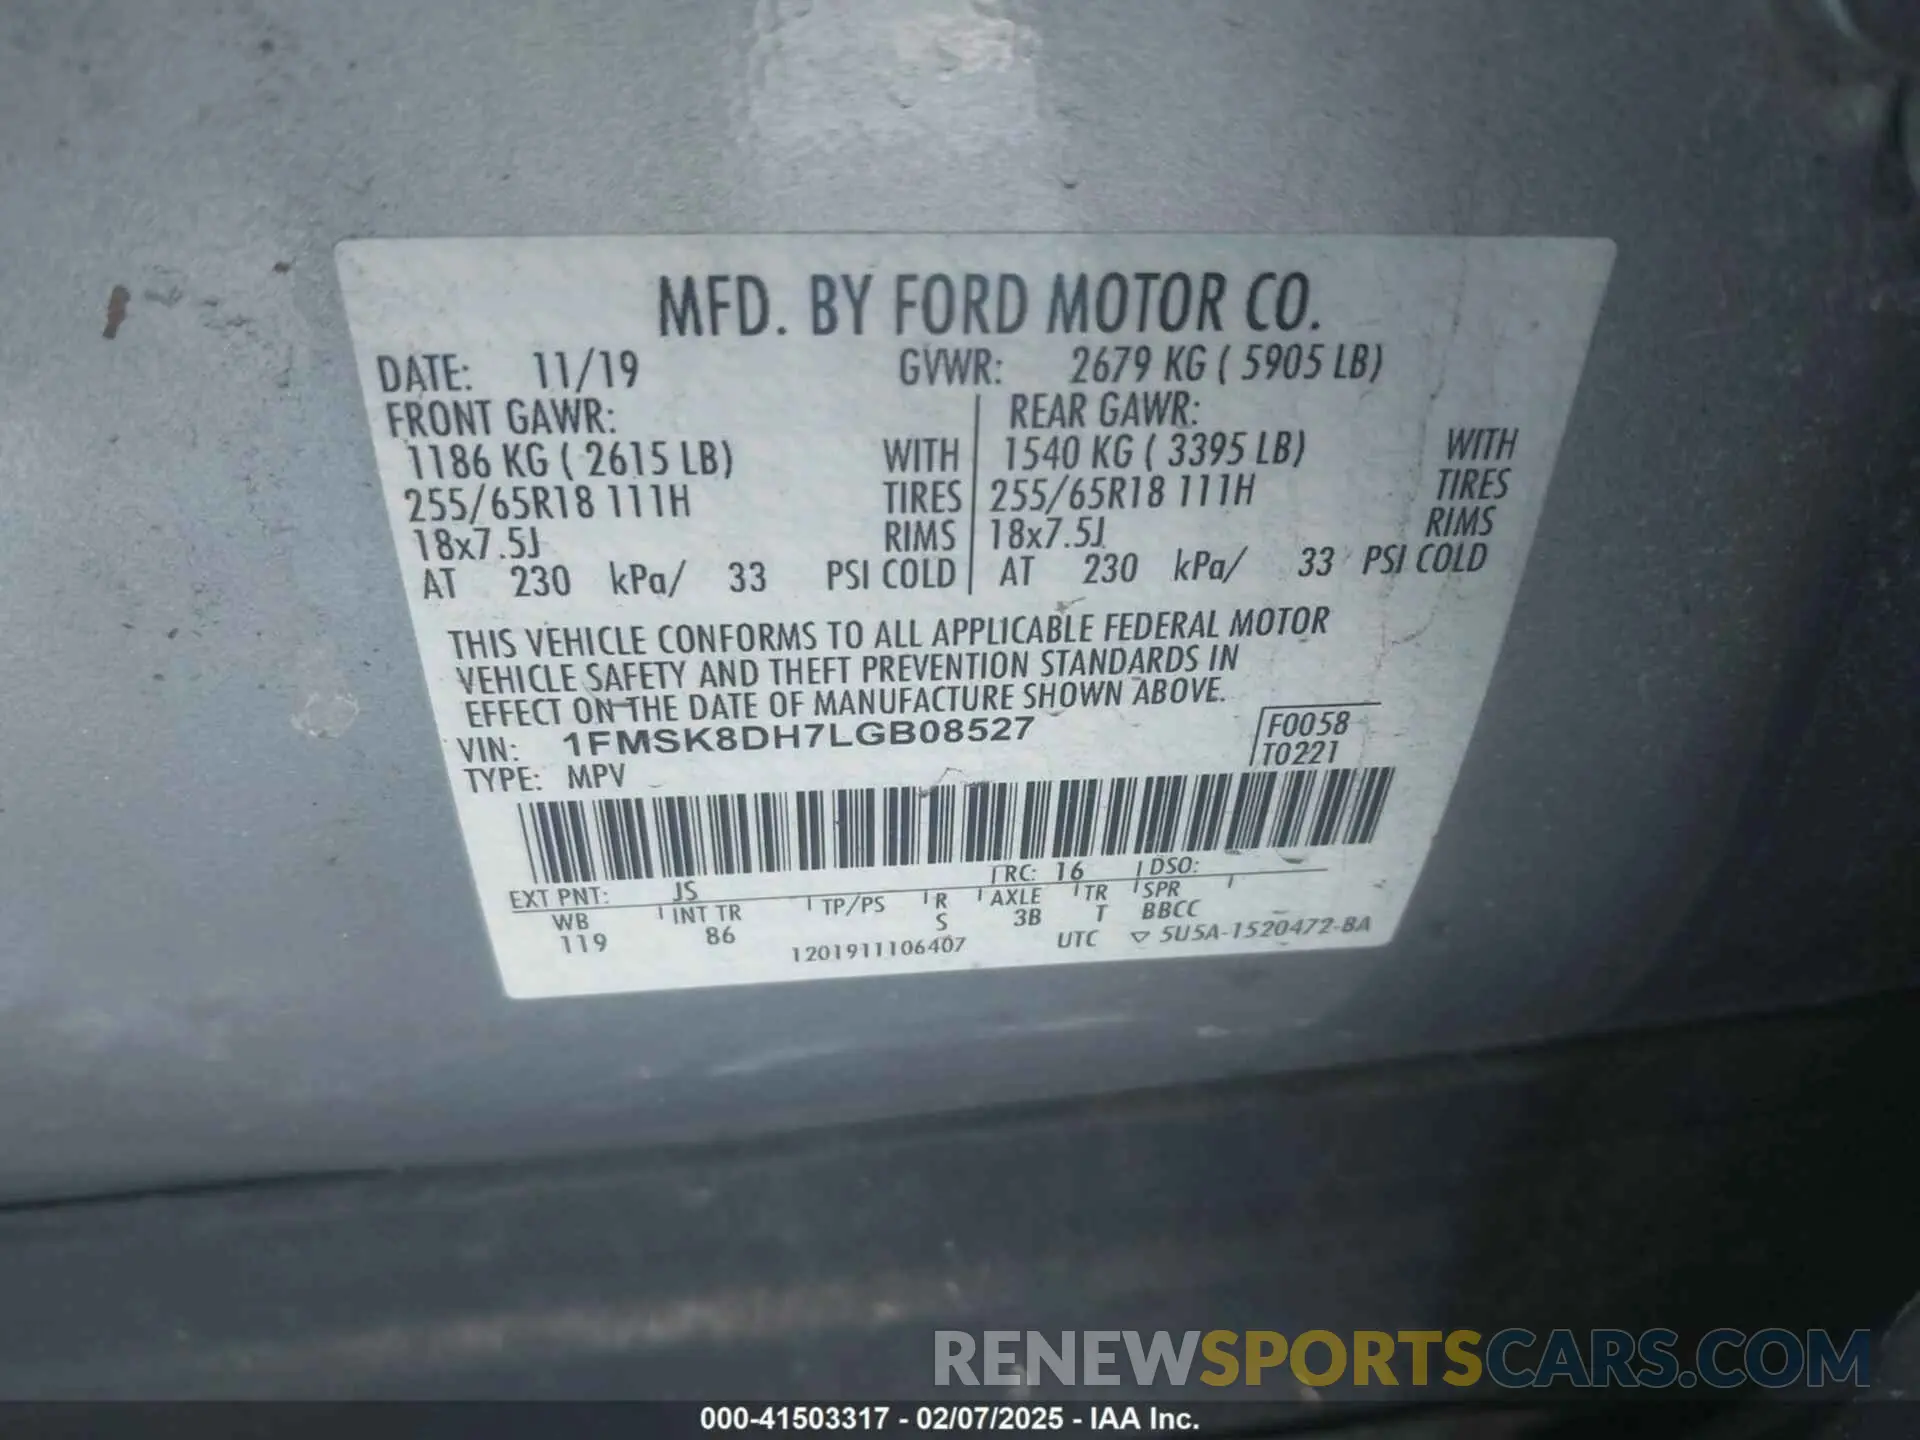 MFD. BY FORD MOTOR CO.
DATE: 11/19 GVWR: 2679 KG ( 5905 LB)
FRONT GAWR: REAR GAWR:
1186 KG ( 2615 LB) WITH 1540 KG ( 3395 LB) WITH
255/65R18 111H TIRES 255/65R18 111H TIRES
18x7.5J RIMS 18x7.5J RIMS
AT 230 kPa/ 33 PSI COLD AT 230 kPa/ 33 PSI COLD
THIS VEHICLE CONFORMS TO ALL APPLICABLE FEDERAL MOTOR
VEHICLE SAFETY AND THEFT PREVENTION STANDARDS IN
EFFECT ON THE DATE OF MANUFACTURE SHOWN ABOVE.
VIN: 1FMSK8DH7LGB08527 F0058
TYPE: MPV T0221
EXT PNT: JS RC: 16 DSO:
WB INT TR TP/PS R AXLE TR SPR
119 86 S 3B T BBCC
1201911106407 UTC ▽ 5U5A-1520472-BA
RENEWSPORTSCARS.COM
000-41503317 - 02/07/2025 - IAA Inc.